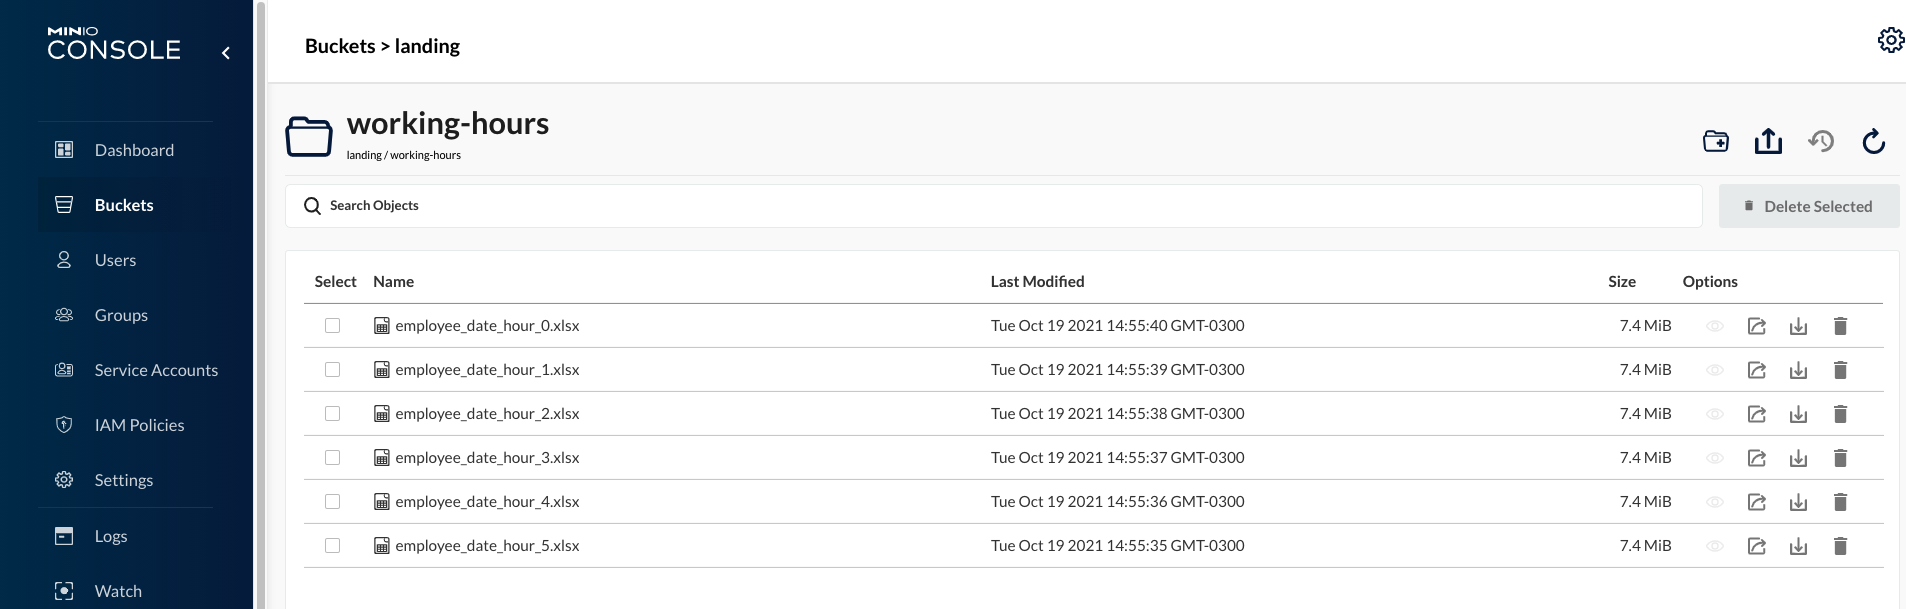 MINIO
CONSOLE
Dashboard
Buckets
Users
Groups
Service Accounts
IAM Policies
Settings
Logs
Watch
Buckets > landing
working-hours
landing / working-hours
Search Objects
Delete Selected
Select Name Last Modified Size Options
employee_date_hour_0.xlsx Tue Oct 19 2021 14:55:40 GMT-0300 7.4 MiB
employee_date_hour_1.xlsx Tue Oct 19 2021 14:55:39 GMT-0300 7.4 MiB
employee_date_hour_2.xlsx Tue Oct 19 2021 14:55:38 GMT-0300 7.4 MiB
employee_date_hour_3.xlsx Tue Oct 19 2021 14:55:37 GMT-0300 7.4 MiB
employee_date_hour_4.xlsx Tue Oct 19 2021 14:55:36 GMT-0300 7.4 MiB
employee_date_hour_5.xlsx Tue Oct 19 2021 14:55:35 GMT-0300 7.4 MiB